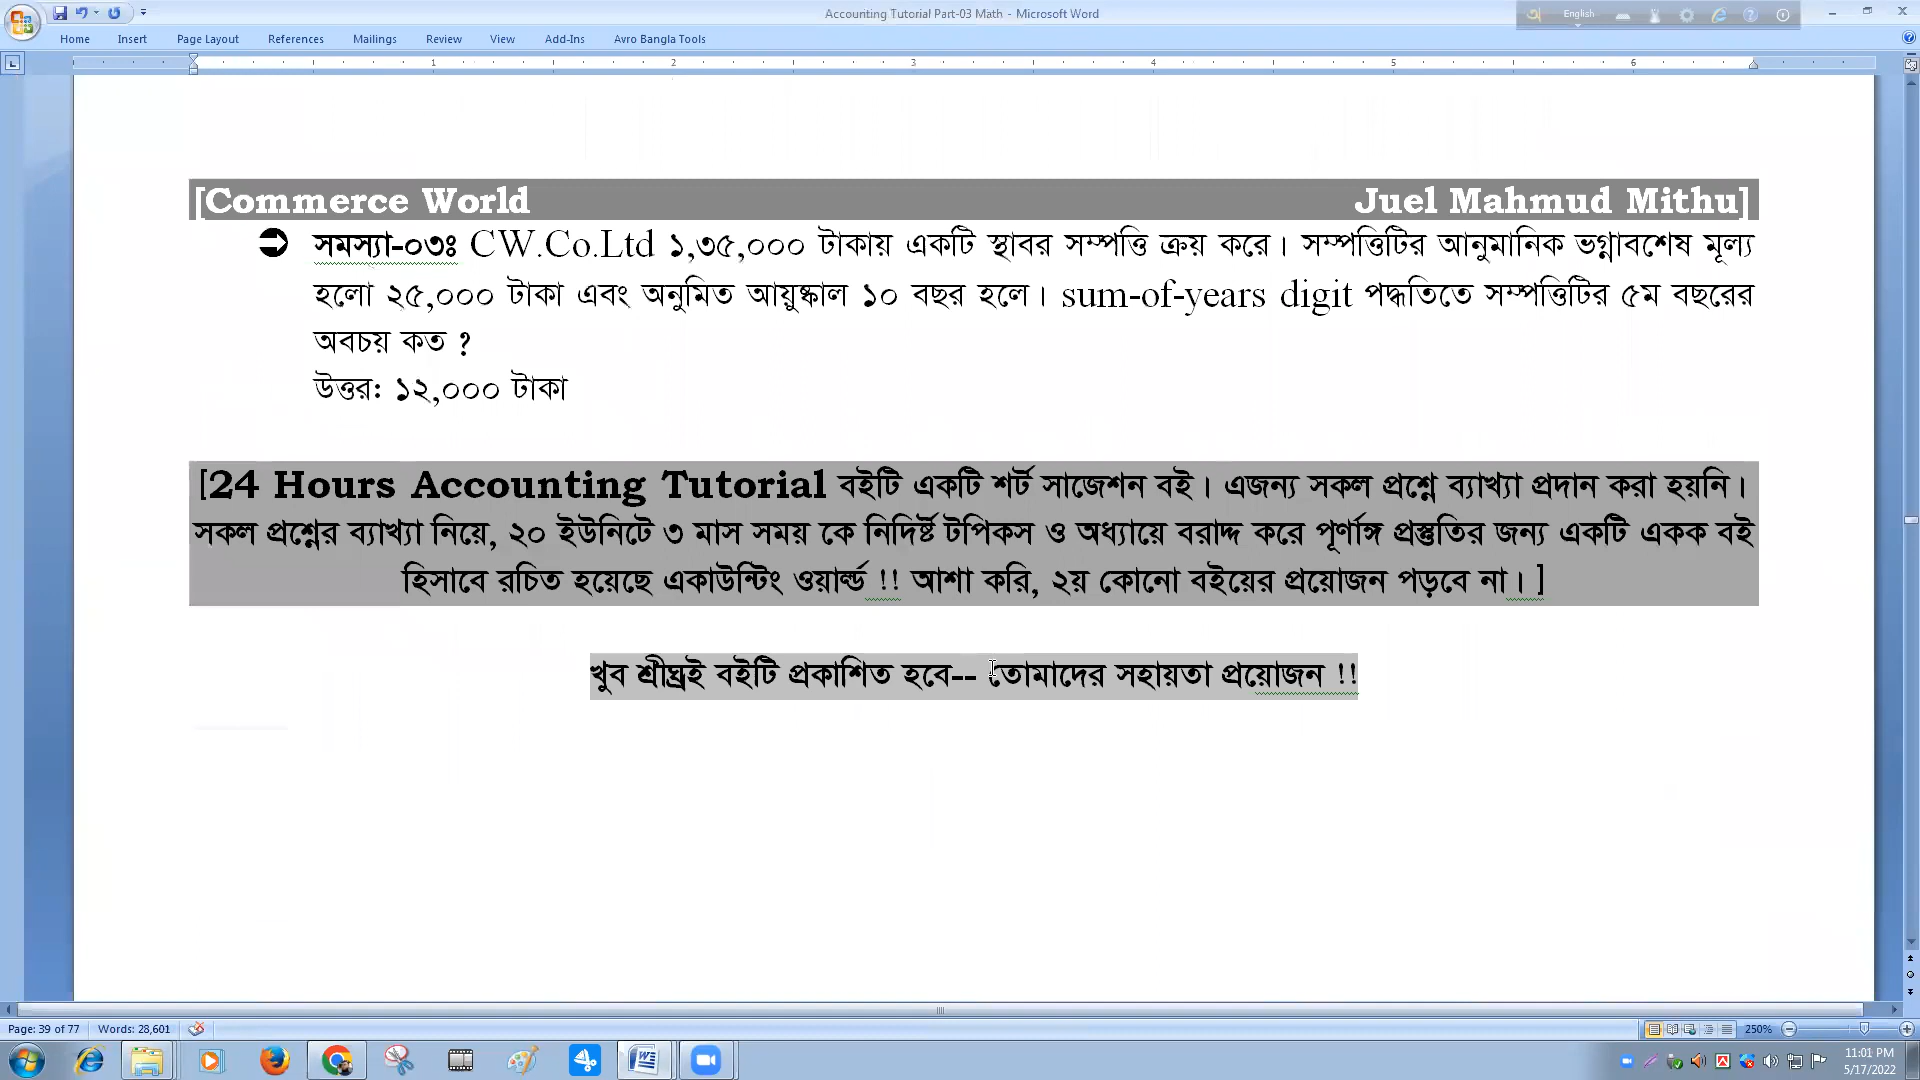 Accounting Tutorial Part-03 Math - Microsoft Word
English
Home Insert Page Layout References Mailings Review View Add-Ins Avro Bangla Tools
1 2 3 4 5 6
[Commerce World Juel Mahmud Mithu]
সমস্যা-০৩ঃ CW.Co.Ltd ১,৩৫,০০০ টাকায় একটি স্থাবর সম্পত্তি ক্রয় করে। সম্পত্তিটির আনুমানিক ভগ্নাবশেষ মূল্য
হলো ২৫,০০০ টাকা এবং অনুমিত আয়ুষ্কাল ১০ বছর হলে। sum-of-years digit পদ্ধতিতে সম্পত্তিটির ৫ম বছরের
অবচয় কত ?
উত্তর: ১২,০০০ টাকা
[24 Hours Accounting Tutorial বইটি একটি শর্ট সাজেশন বই। এজন্য সকল প্রশ্নে ব্যাখ্যা প্রদান করা হয়নি।
সকল প্রশ্নের ব্যাখ্যা নিয়ে, ২০ ইউনিটে ৩ মাস সময় কে নিদির্ষ্ট টপিকস ও অধ্যায়ে বরাদ্দ করে পূর্ণাঙ্গ প্রস্তুতির জন্য একটি একক বই
হিসাবে রচিত হয়েছে একাউন্টিং ওয়ার্ল্ড !! আশা করি, ২য় কোনো বইয়ের প্রয়োজন পড়বে না। ]
খুব শ্রীঘ্রই বইটি প্রকাশিত হবে-- তোমাদের সহায়তা প্রয়োজন !!
Page: 39 of 77 Words: 28,601 250%
11:01 PM
5/17/2022